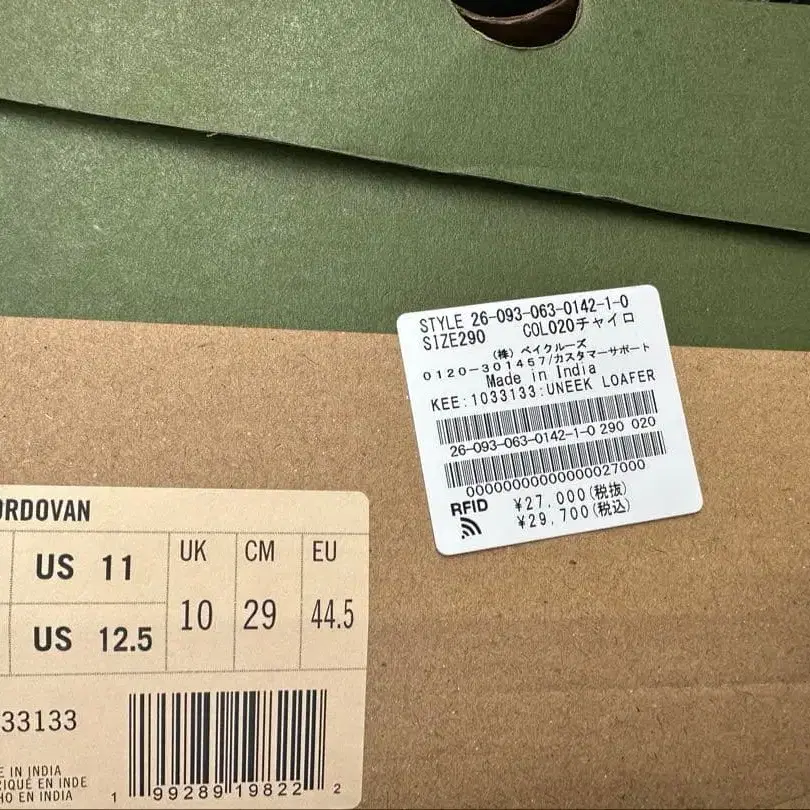 STYLE 26-093-063-0142-1-0
SIZE290 COL020チャイロ
(株) ベイクルーズ
0120-301457/カスタマーサポート
Made in India
KEE:1033133:UNEEK LOAFER
26-093-063-0142-1-0 290 020
00000000000000027000
RFID
¥27,000(税抜)
¥29,700(税込)
ORDOVAN
US 11
US 12.5
UK
10
CM
29
EU
44.5
33133
E IN INDIA
RIQUÉ EN INDE
HO EN INDIA
1 99289 19822 2